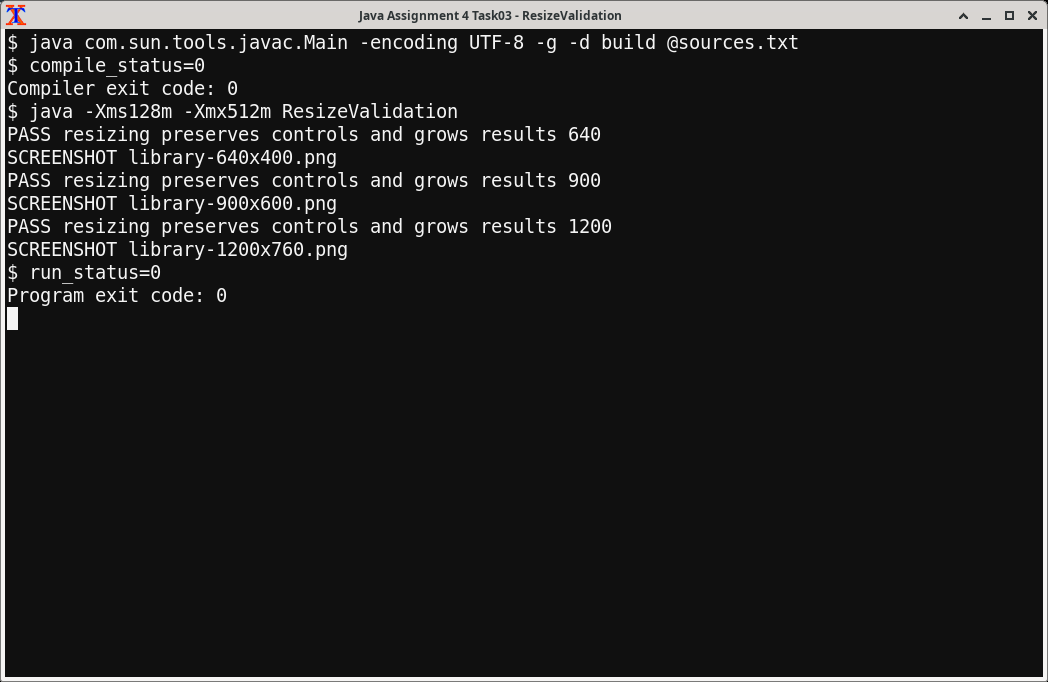 Java Assignment 4 Task03 - ResizeValidation
$ java com.sun.tools.javac.Main -encoding UTF-8 -g -d build @sources.txt
$ compile_status=0
Compiler exit code: 0
$ java -Xms128m -Xmx512m ResizeValidation
PASS resizing preserves controls and grows results 640
SCREENSHOT library-640x400.png
PASS resizing preserves controls and grows results 900
SCREENSHOT library-900x600.png
PASS resizing preserves controls and grows results 1200
SCREENSHOT library-1200x760.png
$ run_status=0
Program exit code: 0